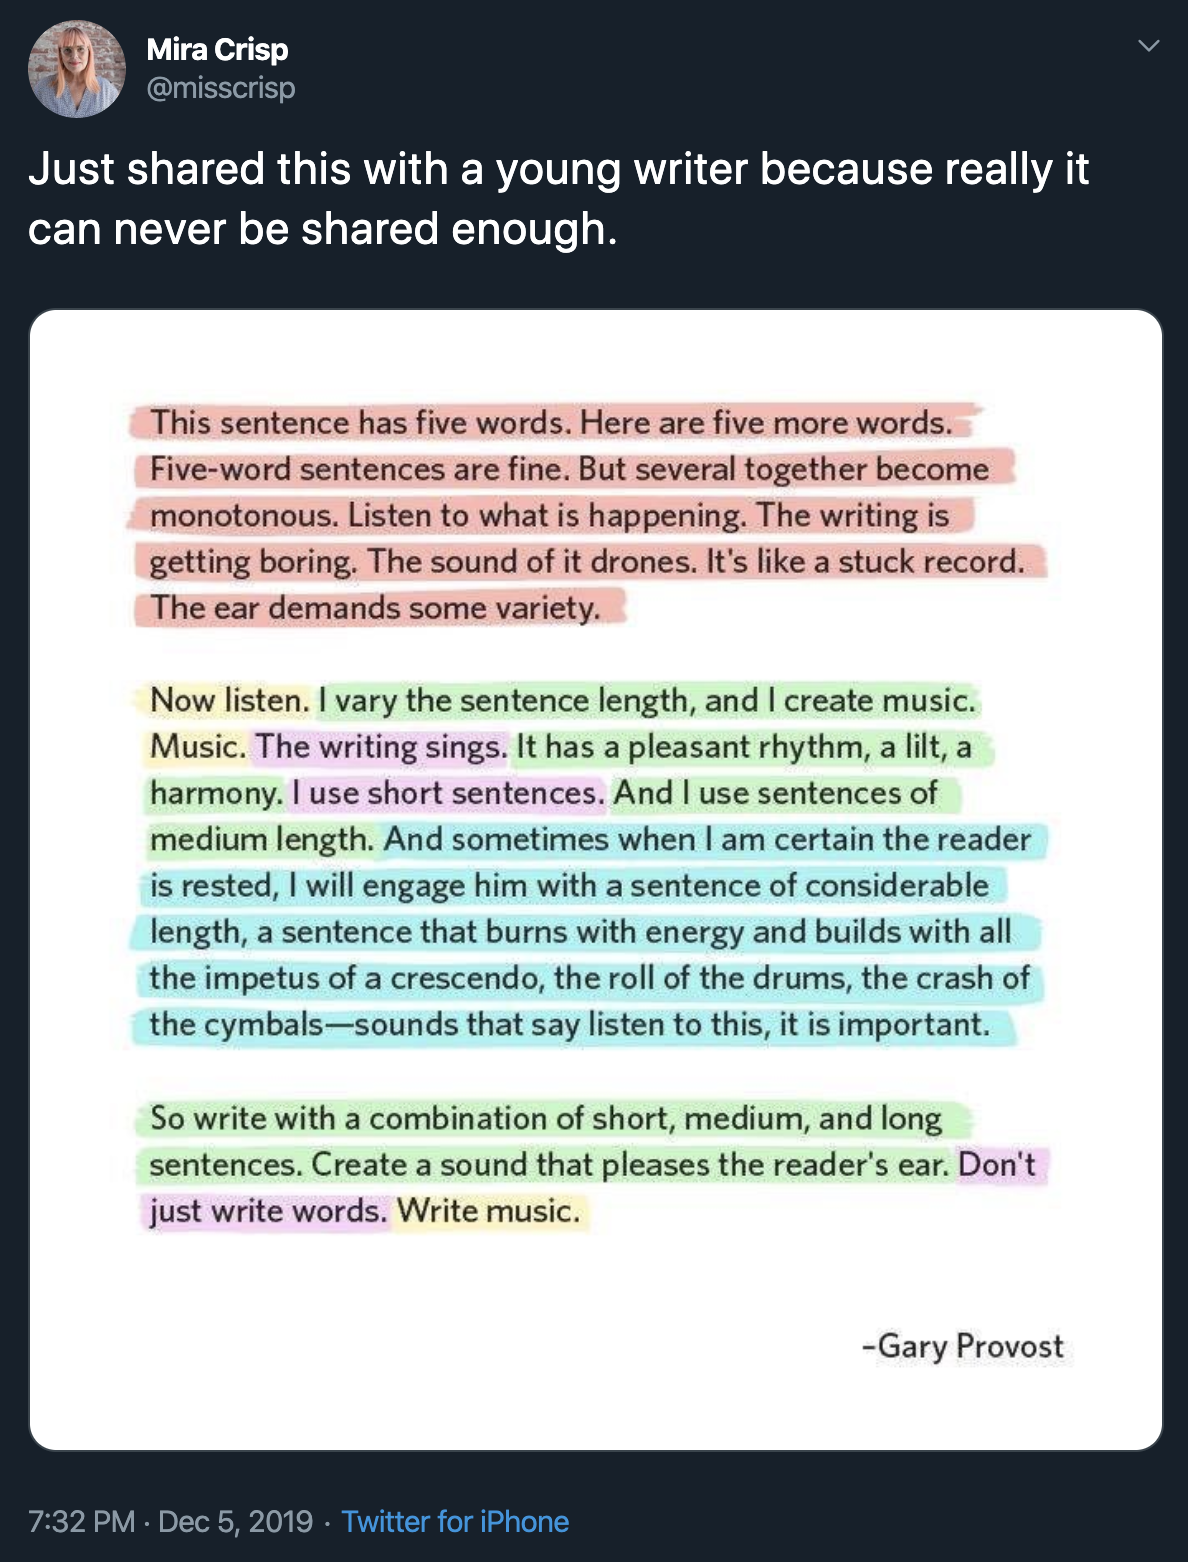 Mira Crisp
@misscrisp
Just shared this with a young writer because really it
can never be shared enough.
This sentence has five words. Here are five more words.
Five-word sentences are fine. But several together become
monotonous. Listen to what is happening. The writing is
getting boring. The sound of it drones. It's like a stuck record.
The ear demands some variety.
Now listen. I vary the sentence length, and I create music.
Music. The writing sings. It has a pleasant rhythm, a lilt, a
harmony. I use short sentences. And I use sentences of
medium length. And sometimes when I am certain the reader
is rested, I will engage him with a sentence of considerable
length, a sentence that burns with energy and builds with all
the impetus of a crescendo, the roll of the drums, the crash of
the cymbals—sounds that say listen to this, it is important.
So write with a combination of short, medium, and long
sentences. Create a sound that pleases the reader's ear. Don't
just write words. Write music.
-Gary Provost
7:32 PM · Dec 5, 2019 · Twitter for iPhone